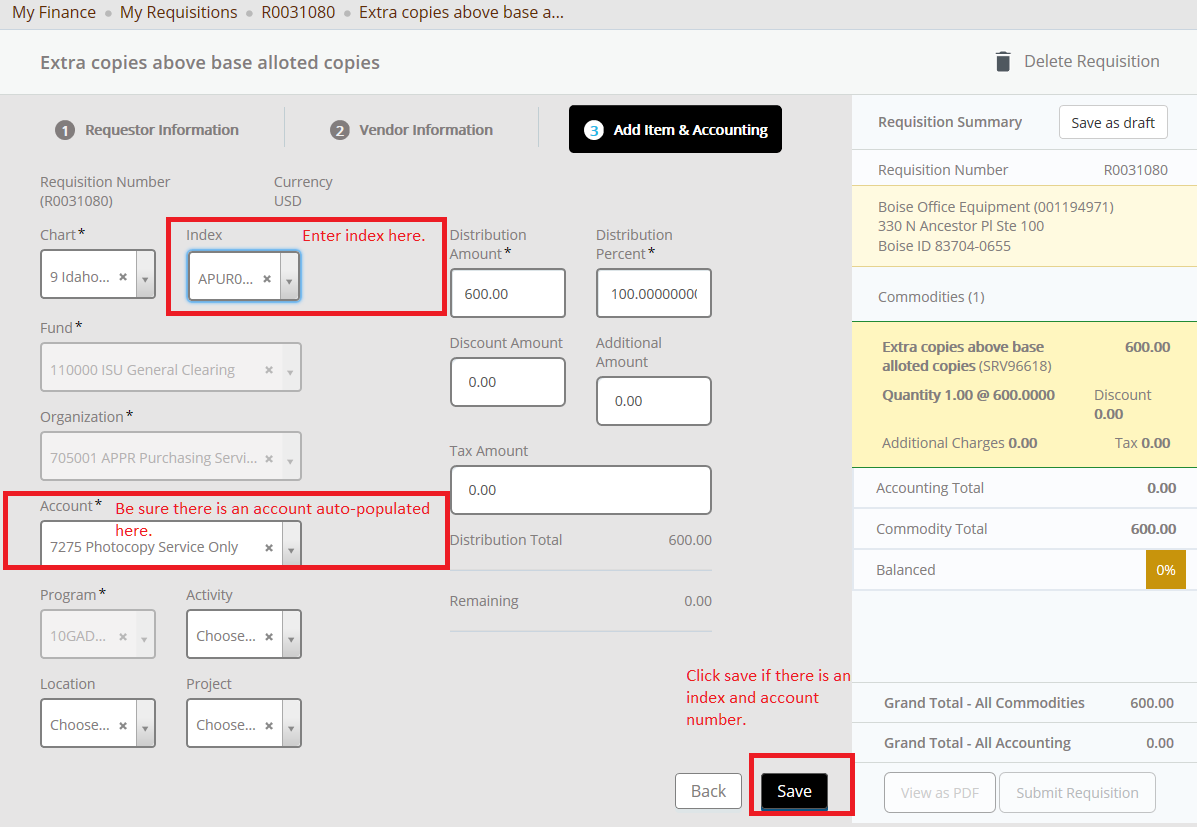 My Finance • My Requisitions • R0031080 • Extra copies above base a...
Extra copies above base alloted copies
Delete Requisition
1 Requestor Information
2 Vendor Information
3 Add Item & Accounting
Requisition Number
(R0031080)
Currency
USD
Chart*
9 Idaho... ×
Index
Enter index here.
APUR0... ×
Fund*
110000 ISU General Clearing ×
Organization*
705001 APPR Purchasing Servi... ×
Account*
Be sure there is an account auto-populated
here.
7275 Photocopy Service Only ×
Program*
10GAD... ×
Activity
Choose... ×
Location
Choose... ×
Project
Choose... ×
Distribution
Amount*
600.00
Distribution
Percent*
100.0000000
Discount Amount
0.00
Additional
Amount
0.00
Tax Amount
0.00
Distribution Total 600.00
Remaining 0.00
Click save if there is an
index and account
number.
Back
Save
Requisition Summary
Save as draft
Requisition Number R0031080
Boise Office Equipment (001194971)
330 N Ancestor Pl Ste 100
Boise ID 83704-0655
Commodities (1)
Extra copies above base 600.00
alloted copies (SRV96618)
Quantity 1.00 @ 600.0000
Discount
0.00
Additional Charges 0.00
Tax 0.00
Accounting Total 0.00
Commodity Total 600.00
Balanced 0%
Grand Total - All Commodities 600.00
Grand Total - All Accounting 0.00
View as PDF
Submit Requisition